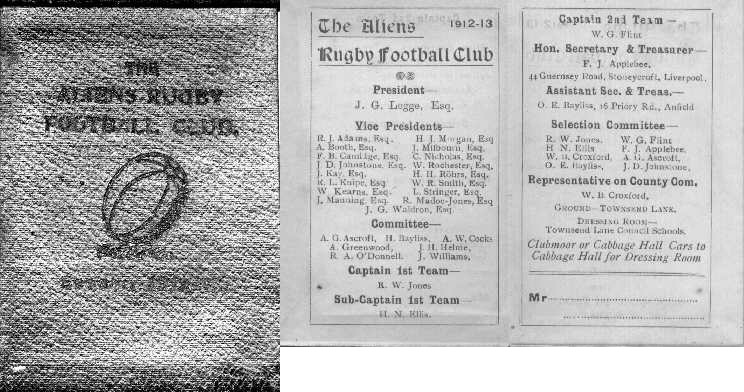 THE
ALIENS RUGBY
FOOTBALL CLUB.
The Aliens 1912-13
Rugby Football Club
President—
J. G. Legge, Esq.
Vice Presidents—
R. J. Adams, Esq. H. J. Morgan, Esq
A. Booth, Esq. J. Milbourn, Esq.
F. B. Camilage, Esq. C. Nicholas, Esq.
J. D. Johnstone, Esq. W. Rochester, Esq.
J. Kay, Esq. H. H. Röhrs, Esq.
R. L. Knipe, Esq W. R. Smith, Esq.
W Kearns, Esq. L. Stringer, Esq.
J. Manning, Esq. R. Madoc-Jones, Esq
J. G. Waldron, Esq.
Committee—
A. G. Ascroft, H. Bayliss, A. W. Cocks
A. Greenwood, J. H. Helme,
R. A. O'Donnell, J. Williams,
Captain 1st Team—
R. W. Jones
Sub-Captain 1st Team—
H. N. Ellis.
Captain 2nd Team —
W. G. Flint
Hon. Secretary & Treasurer—
F. J. Applebee,
44 Guernsey Road, Stoneycroft, Liverpool.
Assistant Sec. & Treas.—
O. E. Bayliss, 16 Priory Rd., Anfield
Selection Committee—
R. W. Jones, W. G. Flint
H N. Ellis F. J. Applebee,
W. B. Croxford, A. G. Ascroft,
O. E. Bayliss, J. D. Johnstone,
Representative on County Com.
W. B. Croxford,
GROUND—TOWNSEND LANE.
DRESSING ROOM—
Townsend Lane Council Schools.
Clubmoor or Cabbage Hall Cars to
Cabbage Hall for Dressing Room
Mr